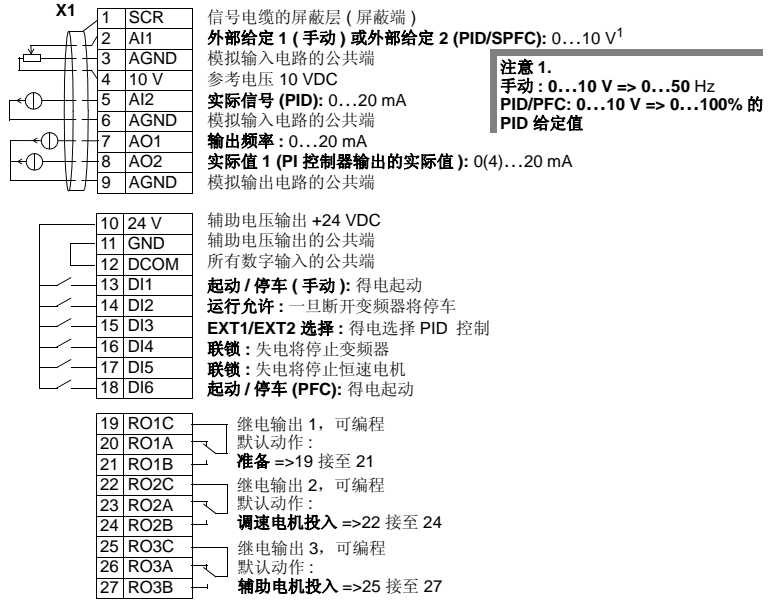 X1
1 SCR 信号电缆的屏蔽层 ( 屏蔽端 )
2 AI1 外部给定 1 ( 手动 ) 或外部给定 2 (PID/SPFC): 0…10 V1
3 AGND 模拟输入电路的公共端
4 10 V 参考电压 10 VDC
5 AI2 实际信号 (PID): 0…20 mA
6 AGND 模拟输入电路的公共端
7 AO1 输出频率 : 0…20 mA
8 AO2 实际值 1 (PI 控制器输出的实际值 ): 0(4)…20 mA
9 AGND 模拟输出电路的公共端
注意 1.
手动 : 0…10 V => 0…50 Hz
PID/PFC: 0…10 V => 0…100% 的
PID 给定值
10 24 V 辅助电压输出 +24 VDC
11 GND 辅助电压输出的公共端
12 DCOM 所有数字输入的公共端
13 DI1 起动 / 停车 ( 手动 ): 得电起动
14 DI2 运行允许 : 一旦断开变频器将停车
15 DI3 EXT1/EXT2 选择 : 得电选择 PID 控制
16 DI4 联锁 : 失电将停止变频器
17 DI5 联锁 : 失电将停止恒速电机
18 DI6 起动 / 停车 (PFC): 得电起动
19 RO1C 继电输出 1，可编程
20 RO1A 默认动作 :
21 RO1B 准备 =>19 接至 21
22 RO2C 继电输出 2，可编程
23 RO2A 默认动作 :
24 RO2B 调速电机投入 =>22 接至 24
25 RO3C 继电输出 3，可编程
26 RO3A 默认动作 :
27 RO3B 辅助电机投入 =>25 接至 27